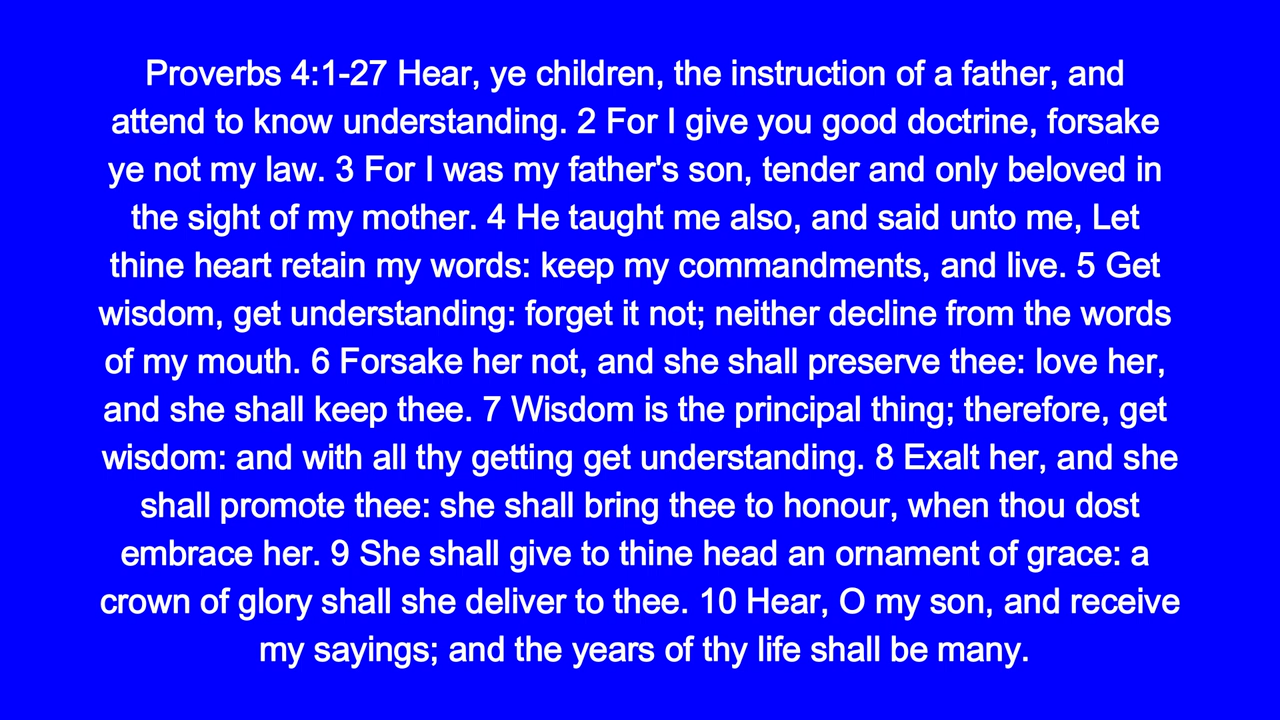 Proverbs 4:1-27 Hear, ye children, the instruction of a father, and
attend to know understanding. 2 For I give you good doctrine, forsake
ye not my law. 3 For I was my father's son, tender and only beloved in
the sight of my mother. 4 He taught me also, and said unto me, Let
thine heart retain my words: keep my commandments, and live. 5 Get
wisdom, get understanding: forget it not; neither decline from the words
of my mouth. 6 Forsake her not, and she shall preserve thee: love her,
and she shall keep thee. 7 Wisdom is the principal thing; therefore, get
wisdom: and with all thy getting get understanding. 8 Exalt her, and she
shall promote thee: she shall bring thee to honour, when thou dost
embrace her. 9 She shall give to thine head an ornament of grace: a
crown of glory shall she deliver to thee. 10 Hear, O my son, and receive
my sayings; and the years of thy life shall be many.